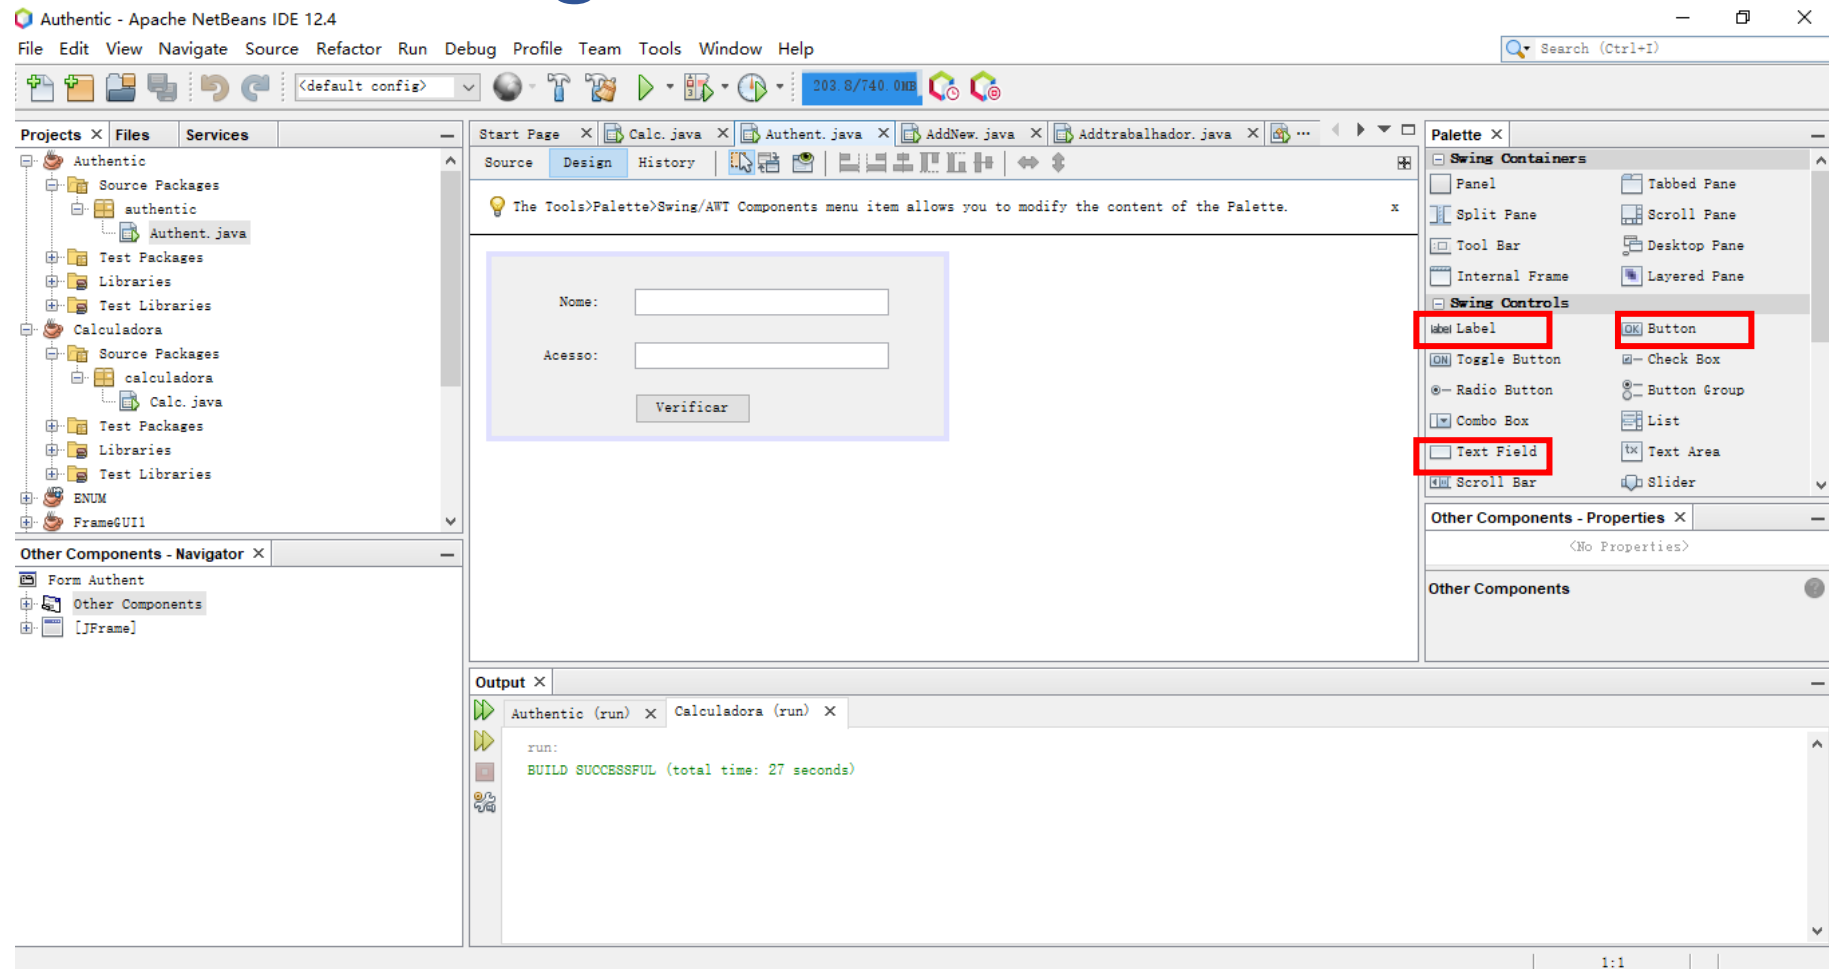 Authentic - Apache NetBeans IDE 12.4
File Edit View Navigate Source Refactor Run Debug Profile Team Tools Window Help
Search (Ctrl+I)
<default config>
203.8/740.0MB
Projects Files Services
Authentic
Source Packages
authentic
Authent.java
Test Packages
Libraries
Test Libraries
Calculadora
Source Packages
calculadora
Calc.java
Test Packages
Libraries
Test Libraries
ENUM
FrameGUI1
Other Components - Navigator
Form Authent
Other Components
[JFrame]
Start Page Calc.java Authent.java AddNew.java Addtrabalhador.java ...
Source Design History
The Tools>Palette>Swing/AWT Components menu item allows you to modify the content of the Palette. x
Nome:
Acesso:
Verificar
Palette
Swing Containers
Panel Tabbed Pane
Split Pane Scroll Pane
Tool Bar Desktop Pane
Internal Frame Layered Pane
Swing Controls
label Label OK Button
ON Toggle Button Check Box
Radio Button Button Group
Combo Box List
Text Field tx Text Area
Scroll Bar Slider
Other Components - Properties
<No Properties>
Other Components
Output
Authentic (run) Calculadora (run)
run:
BUILD SUCCESSFUL (total time: 27 seconds)
1:1